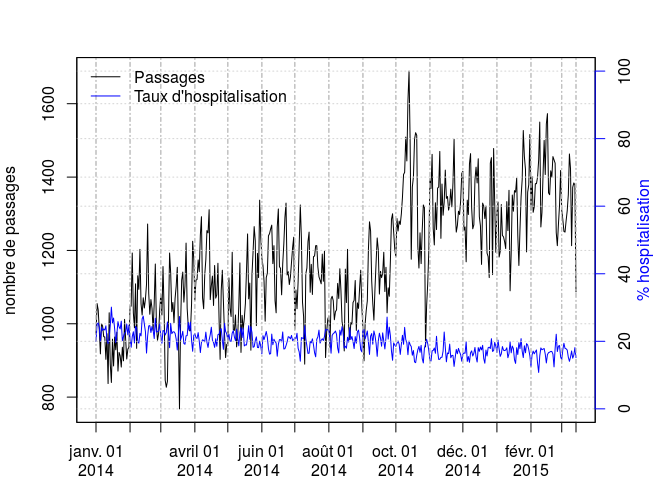 Passages
Taux d'hospitalisation
nombre de passages
800
1000
1200
1400
1600
% hospitalisation
0
20
40
60
80
100
janv. 01
2014
avril 01
2014
juin 01
2014
août 01
2014
oct. 01
2014
déc. 01
2014
févr. 01
2015